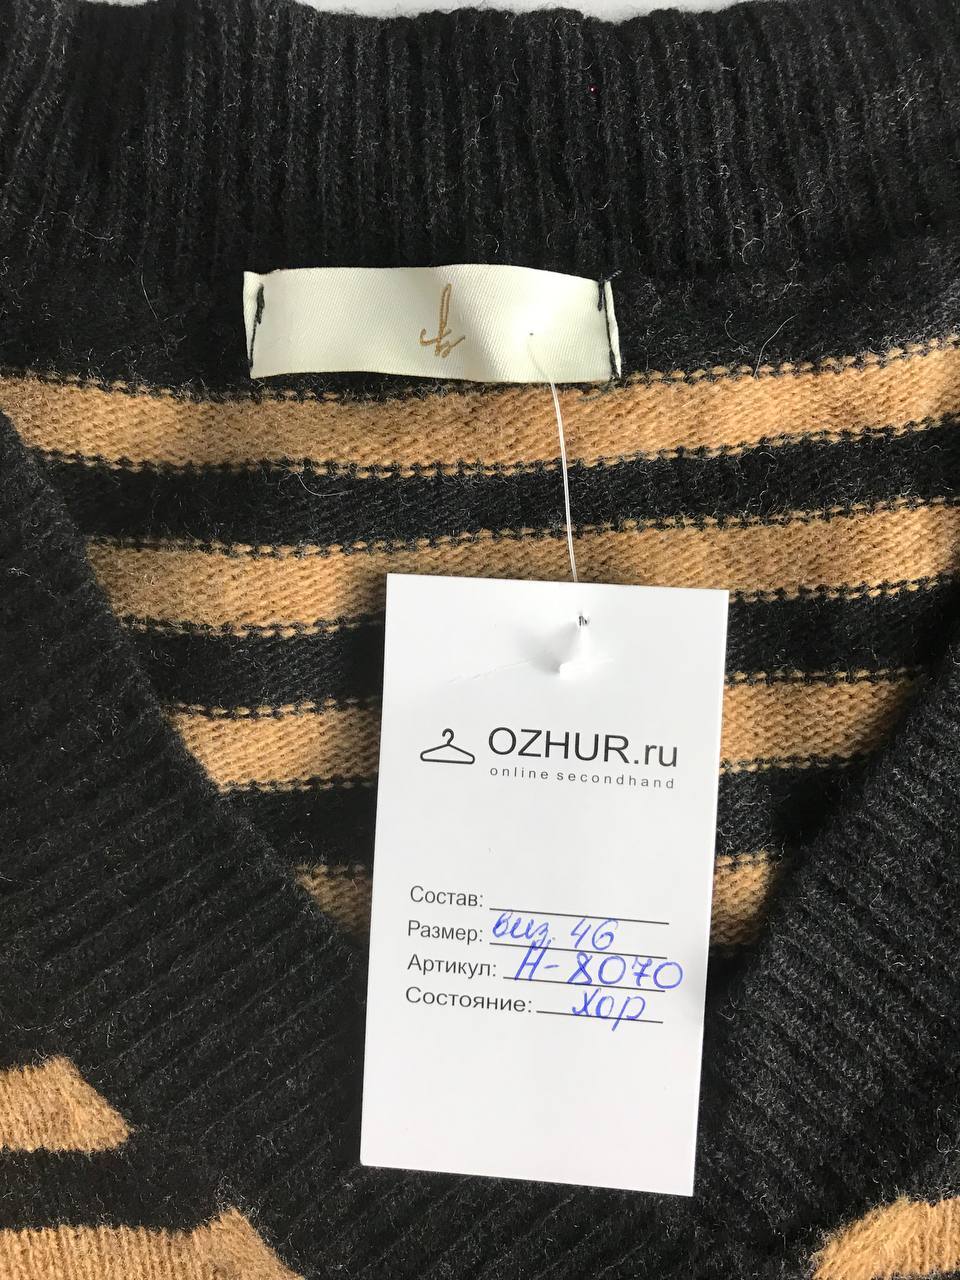 OZHUR.ru
online secondhand
Состав:
Размер: виз. 46
Артикул: Н-8070
Состояние: хор